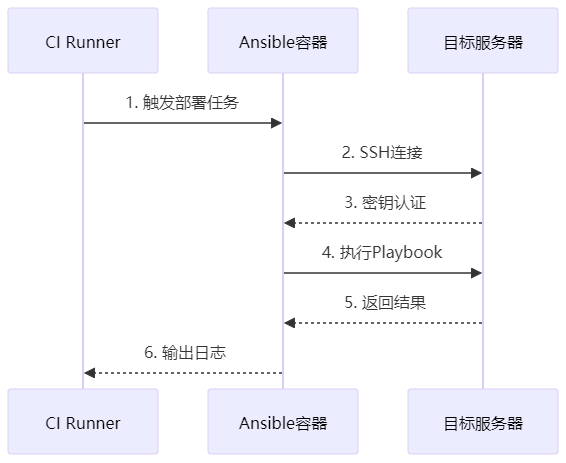 CI Runner
Ansible容器
目标服务器
1. 触发部署任务
2. SSH连接
3. 密钥认证
4. 执行Playbook
5. 返回结果
6. 输出日志
CI Runner
Ansible容器
目标服务器